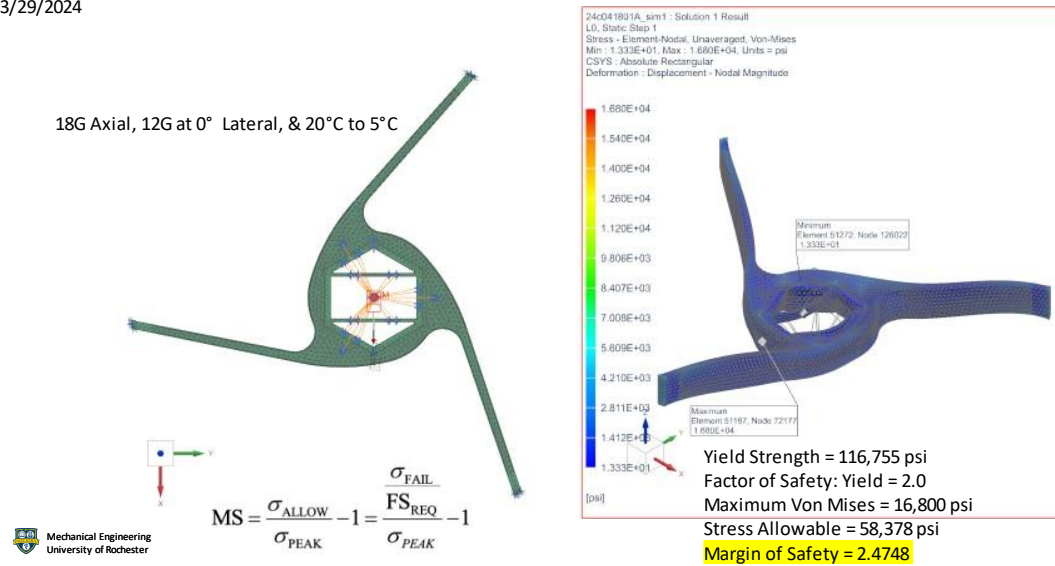 3/29/2024
18G Axial, 12G at 0° Lateral, & 20°C to 5°C
24c041801A_sim1 : Solution 1 Result
L0, Static Step 1
Stress - Element-Nodal, Unaveraged, Von-Mises
Min : 1.333E+01, Max : 1.680E+04, Units = psi
CSYS : Absolute Rectangular
Deformation : Displacement - Nodal Magnitude
1.680E+04
1.540E+04
1.400E+04
1.260E+04
1.120E+04
9.806E+03
8.407E+03
7.008E+03
5.609E+03
4.210E+03
2.811E+03
1.412E+03
1.333E+01
[psi]
Minimum
Element 51272, Node 126022
1.333E+01
Maximum
Element 51197, Node 72177
1.680E+04
Z
Y
X
Y
X
MS = σALLOW / σPEAK − 1 = (σFAIL / FSREQ) / σPEAK − 1
Yield Strength = 116,755 psi
Factor of Safety: Yield = 2.0
Maximum Von Mises = 16,800 psi
Stress Allowable = 58,378 psi
Margin of Safety = 2.4748
Mechanical Engineering
University of Rochester